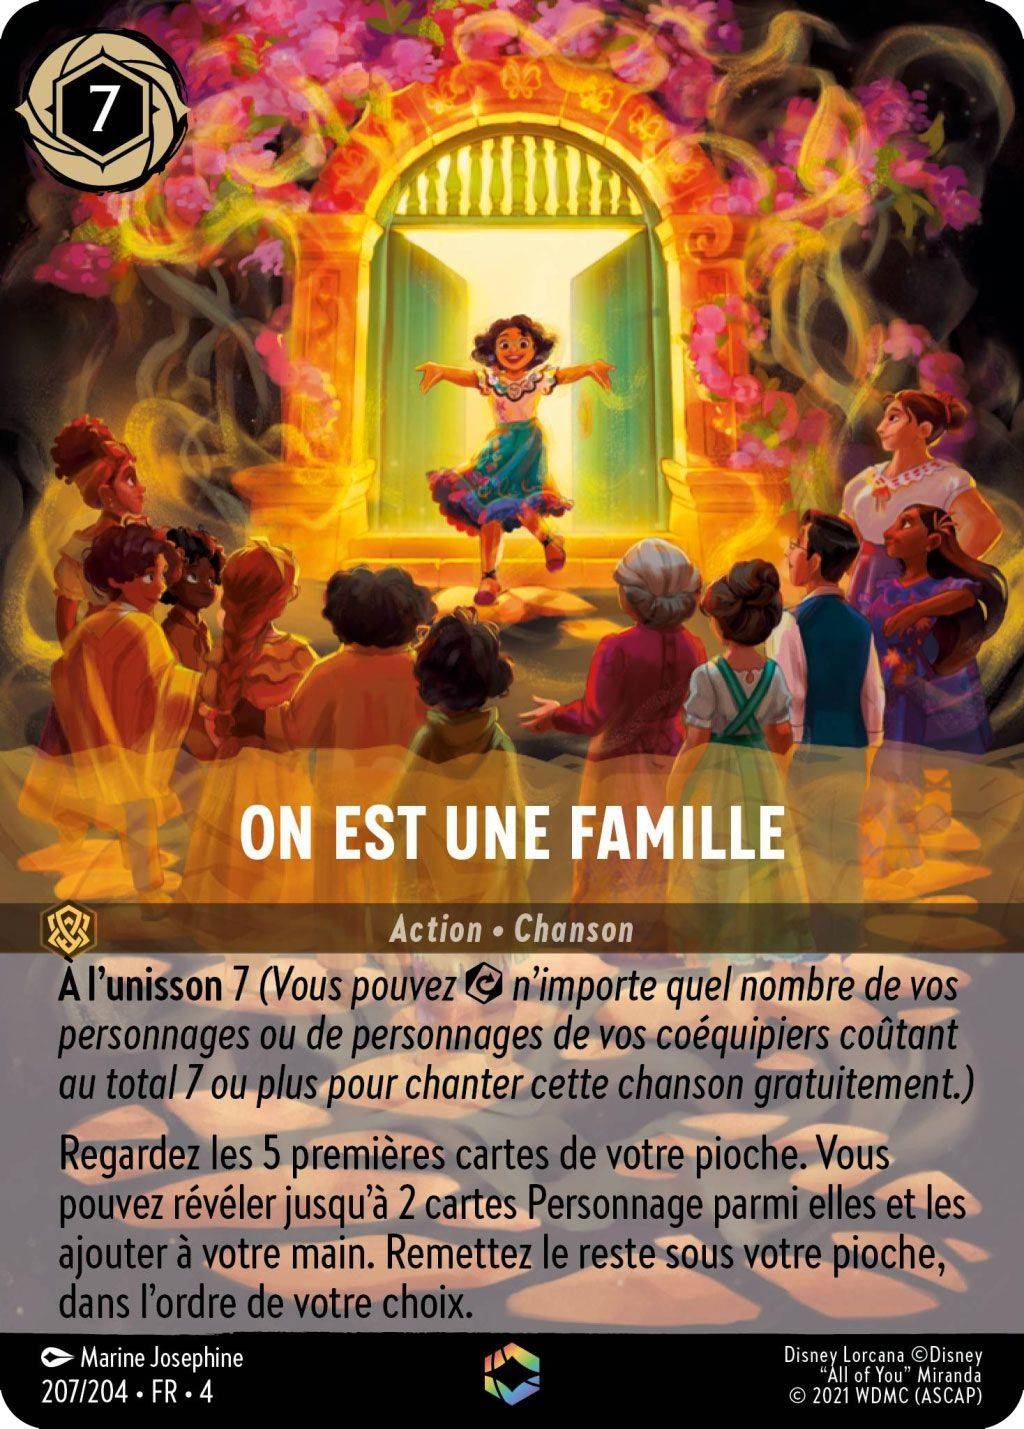 7
ON EST UNE FAMILLE
Action • Chanson
À l'unisson 7 (Vous pouvez n'importe quel nombre de vos
personnages ou de personnages de vos coéquipiers coûtant
au total 7 ou plus pour chanter cette chanson gratuitement.)
Regardez les 5 premières cartes de votre pioche. Vous
pouvez révéler jusqu'à 2 cartes Personnage parmi elles et les
ajouter à votre main. Remettez le reste sous votre pioche,
dans l'ordre de votre choix.
Marine Josephine
207/204 • FR • 4
Disney Lorcana ©Disney
“All of You” Miranda
© 2021 WDMC (ASCAP)